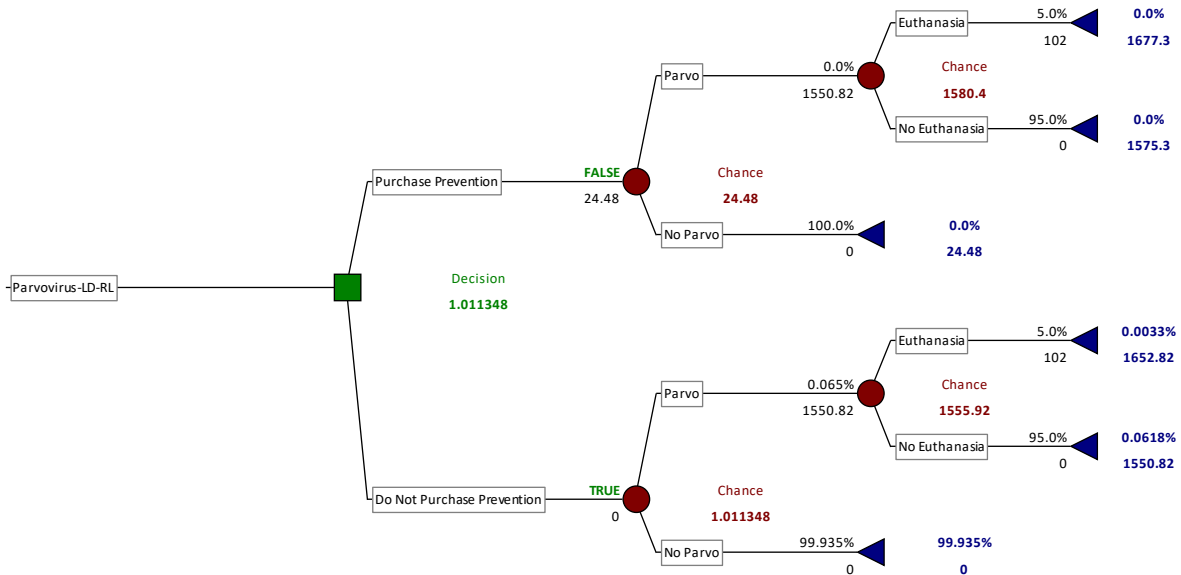 Euthanasia 5.0% 0.0%
102 1677.3
Parvo 0.0% Chance
1550.82 1580.4
No Euthanasia 95.0% 0.0%
0 1575.3
Purchase Prevention FALSE Chance
24.48 24.48
No Parvo 100.0% 0.0%
0 24.48
Parvovirus-LD-RL Decision
1.011348
Euthanasia 5.0% 0.0033%
102 1652.82
Parvo 0.065% Chance
1550.82 1555.92
No Euthanasia 95.0% 0.0618%
0 1550.82
Do Not Purchase Prevention TRUE Chance
0 1.011348
No Parvo 99.935% 99.935%
0 0